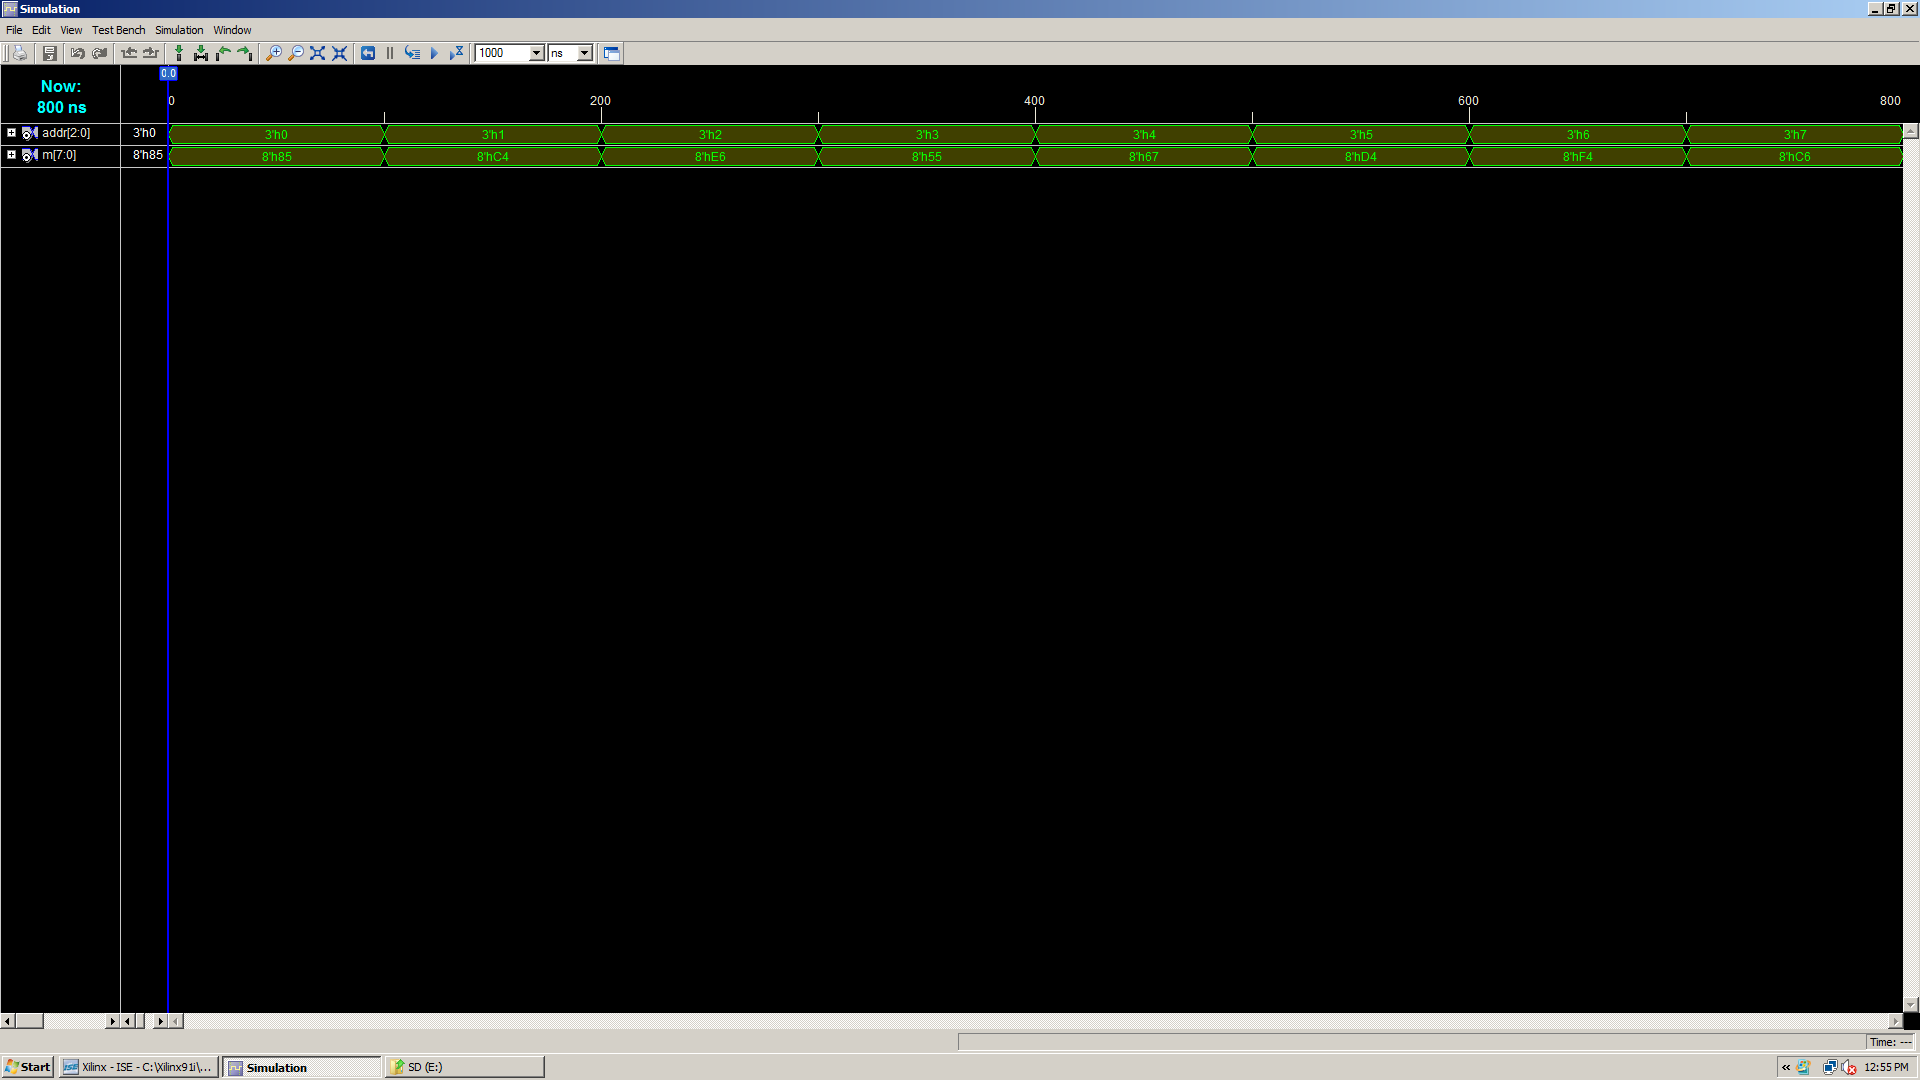 Simulation
File Edit View Test Bench Simulation Window
1000 ns
0.0
Now:
800 ns
0 200 400 600 800
addr[2:0] 3'h0 3'h0 3'h1 3'h2 3'h3 3'h4 3'h5 3'h6 3'h7
m[7:0] 8'h85 8'h85 8'hC4 8'hE6 8'h55 8'h67 8'hD4 8'hF4 8'hC6
Time: ---
Start ISE Xilinx - ISE - C:\Xilinx91i\... Simulation SD (E:) « 12:55 PM